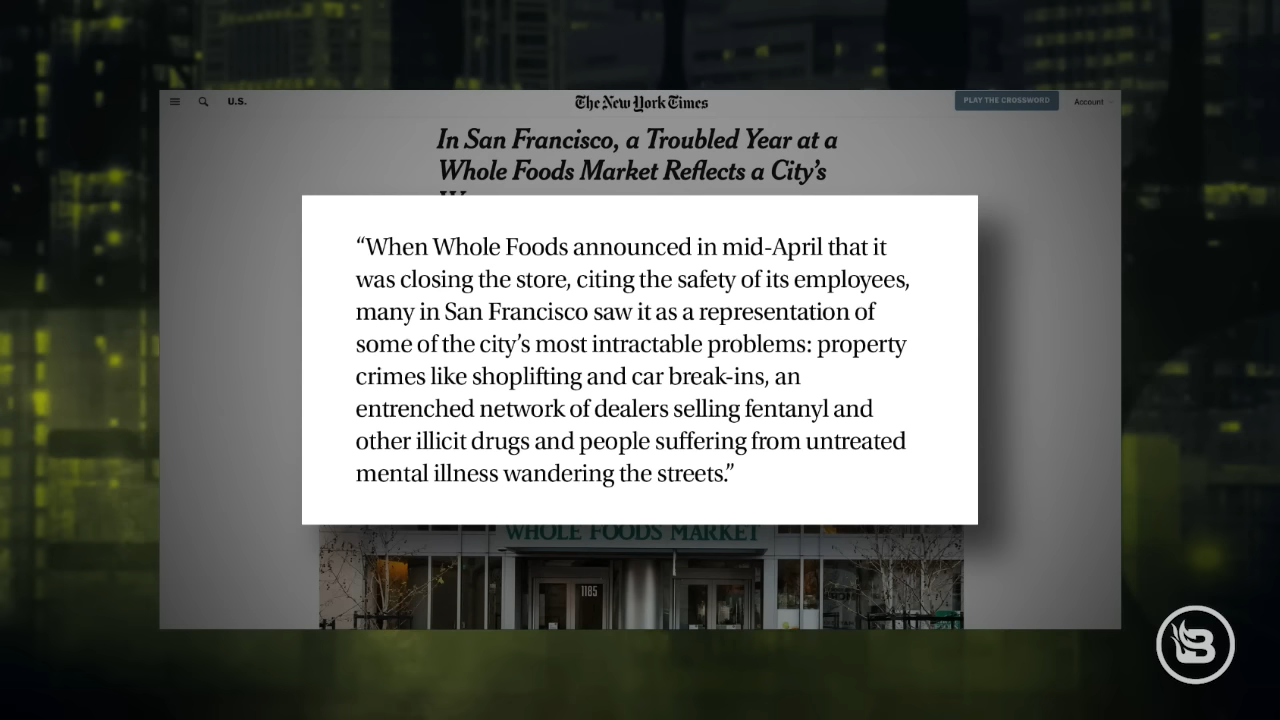 U.S.
The New York Times
PLAY THE CROSSWORD
Account
In San Francisco, a Troubled Year at a
Whole Foods Market Reflects a City's
“When Whole Foods announced in mid-April that it
was closing the store, citing the safety of its employees,
many in San Francisco saw it as a representation of
some of the city’s most intractable problems: property
crimes like shoplifting and car break-ins, an
entrenched network of dealers selling fentanyl and
other illicit drugs and people suffering from untreated
mental illness wandering the streets.”
WHOLE FOODS MARKET
1185
B